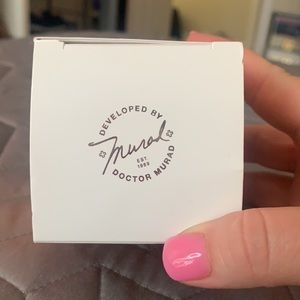 DEVELOPED BY
Murad
EST.
1989
DOCTOR MURAD